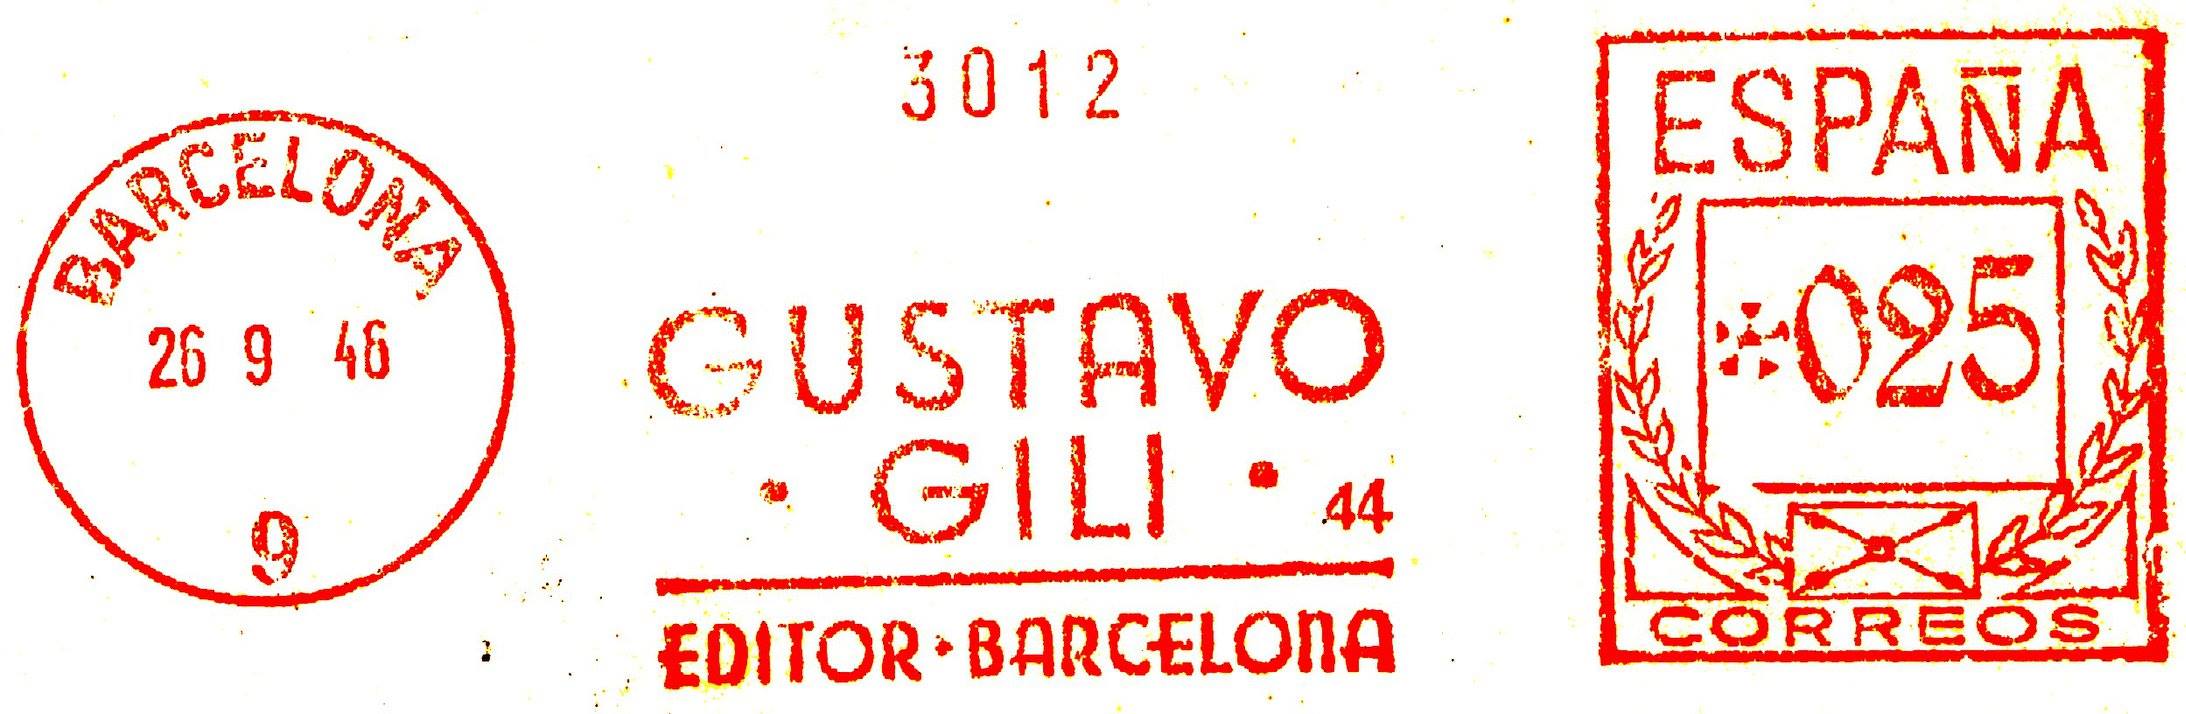 BARCELONA
26 9 46
9
3012
GUSTAVO
· GILI · 44
EDITOR · BARCELONA
ESPAÑA
025
CORREOS